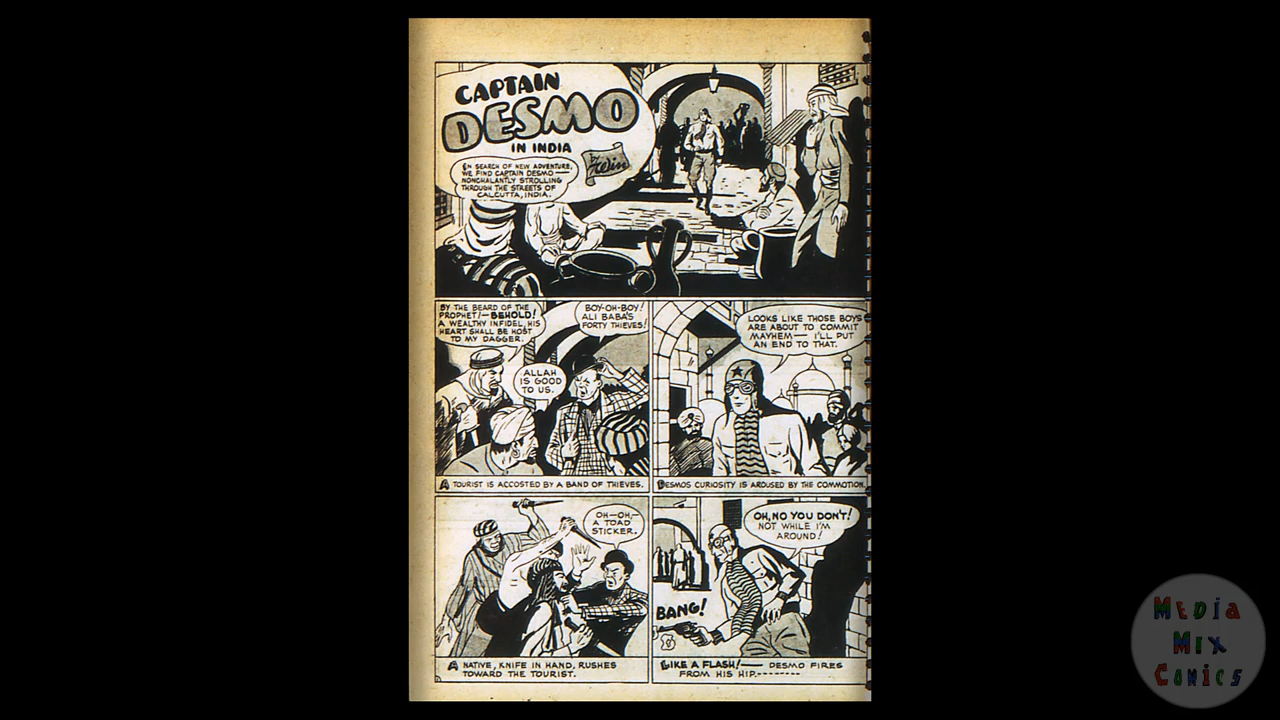 CAPTAIN
DESMO
IN INDIA
BY
Win
IN SEARCH OF NEW ADVENTURE,
WE FIND CAPTAIN DESMO—
NONCHALANTLY STROLLING
THROUGH THE STREETS OF
CALCUTTA, INDIA.
BY THE BEARD OF THE
PROPHET!—BEHOLD!
A WEALTHY INFIDEL, HIS
HEART SHALL BE HOST
TO MY DAGGER.
BOY-OH-BOY!
ALI BABA'S
FORTY THIEVES!
ALLAH
IS GOOD
TO US.
A TOURIST IS ACCOSTED BY A BAND OF THIEVES.
LOOKS LIKE THOSE BOYS
ARE ABOUT TO COMMIT
MAYHEM— I'LL PUT
AN END TO THAT.
DESMOS CURIOSITY IS AROUSED BY THE COMMOTION.
OH—OH,—
A TOAD
STICKER.
A NATIVE, KNIFE IN HAND, RUSHES
TOWARD THE TOURIST.
OH, NO YOU DON'T!
NOT WHILE I'M
AROUND!
BANG!
LIKE A FLASH!— DESMO FIRES
FROM HIS HIP.--------
MEDiA
MiX
COMiCS